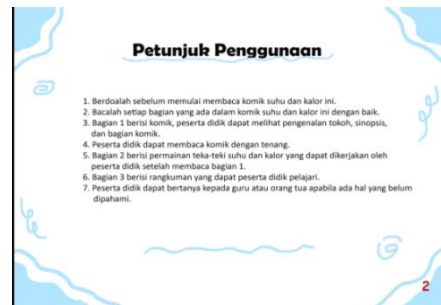 Petunjuk Penggunaan
1. Berdoalah sebelum memulai membaca komik suhu dan kalor ini.
2. Bacalah setiap bagian yang ada dalam komik suhu dan kalor ini dengan baik.
3. Bagian 1 berisi komik, peserta didik dapat melihat pengenalan tokoh, sinopsis,
dan bagian komik.
4. Peserta didik dapat membaca komik dengan tenang.
5. Bagian 2 berisi permainan teka-teki suhu dan kalor yang dapat dikerjakan oleh
peserta didik setelah membaca bagian 1.
6. Bagian 3 berisi rangkuman yang dapat peserta didik pelajari.
7. Peserta didik dapat bertanya kepada guru atau orang tua apabila ada hal yang belum
dipahami.
2